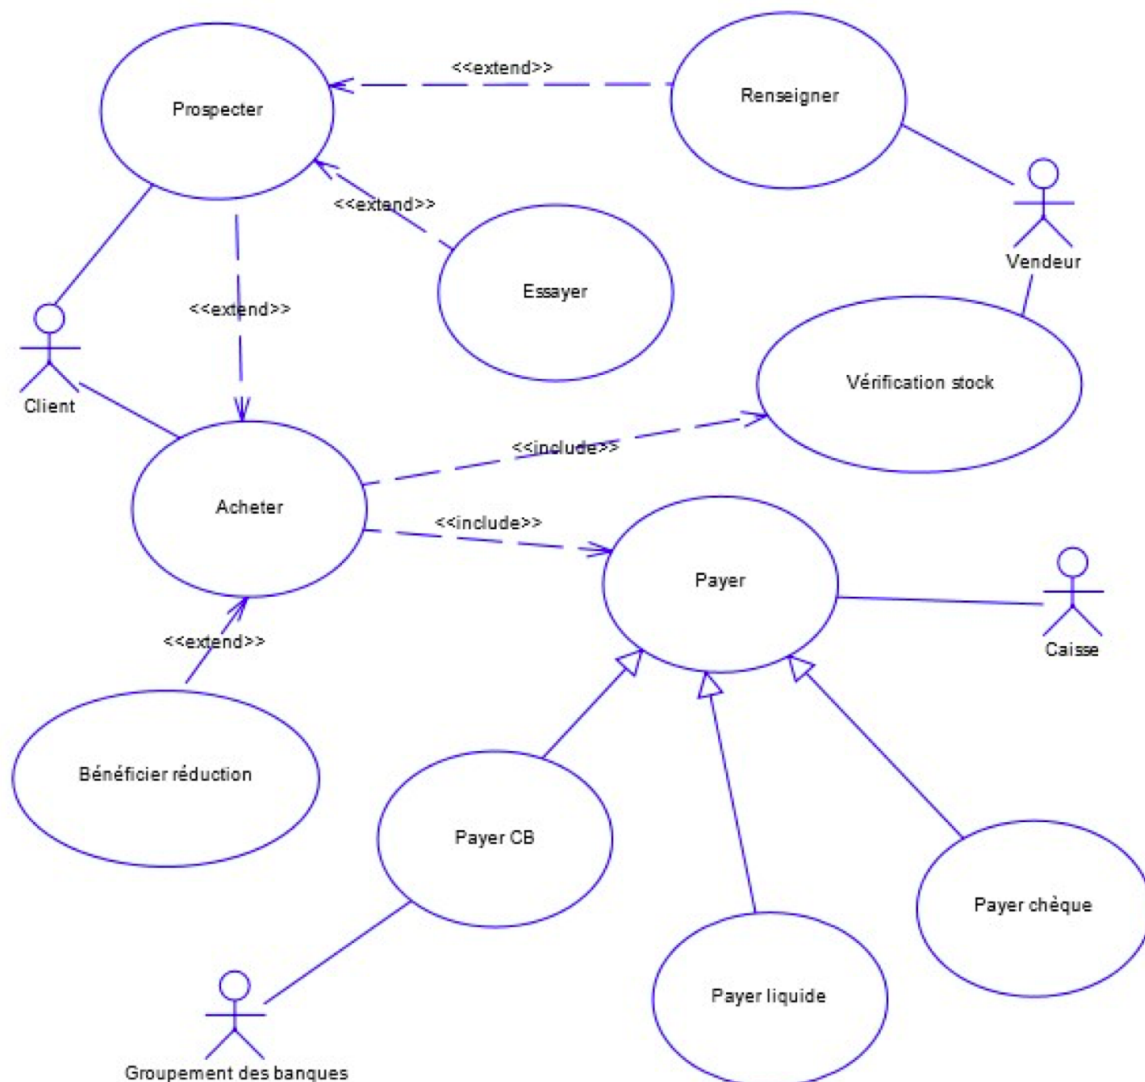 <<extend>>
Renseigner
Prospecter
<<extend>>
Vendeur
Essayer
<<extend>>
Vérification stock
Client
<<include>>
Acheter
<<include>>
Payer
<<extend>>
Caisse
Bénéficier réduction
Payer CB
Payer chèque
Payer liquide
Groupement des banques